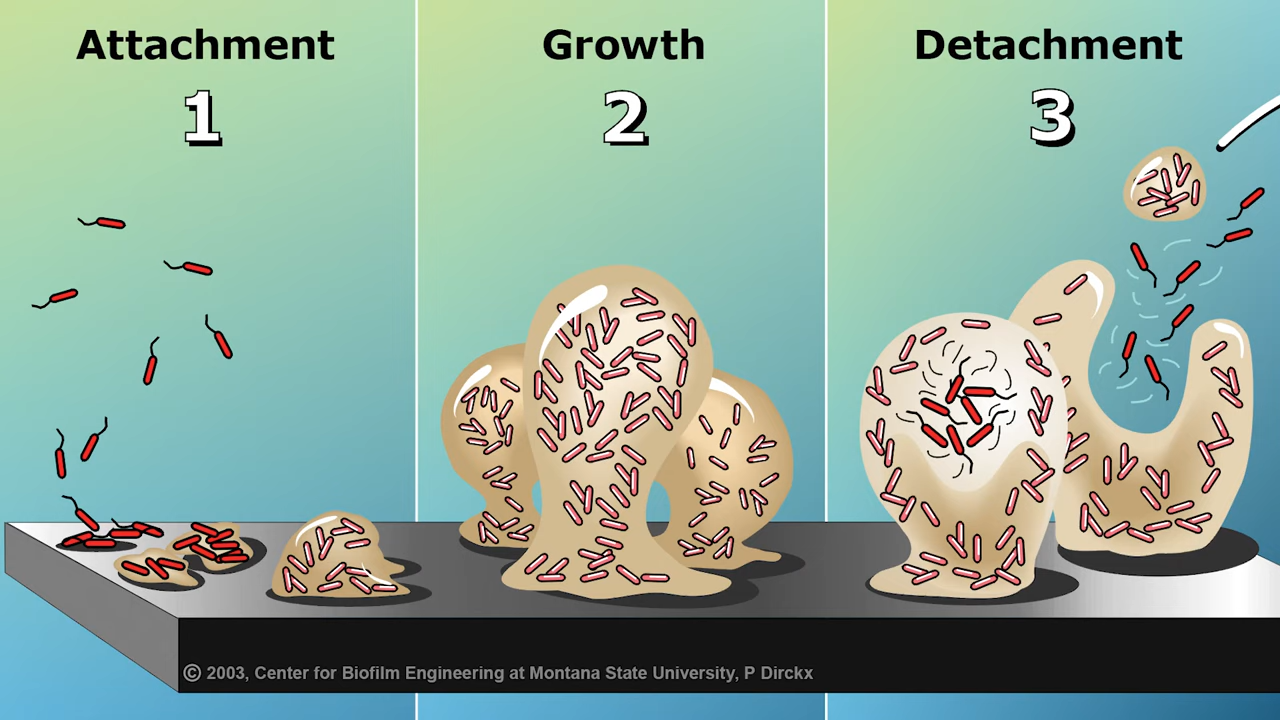 Attachment
1
Growth
2
Detachment
3
© 2003, Center for Biofilm Engineering at Montana State University, P Dirckx